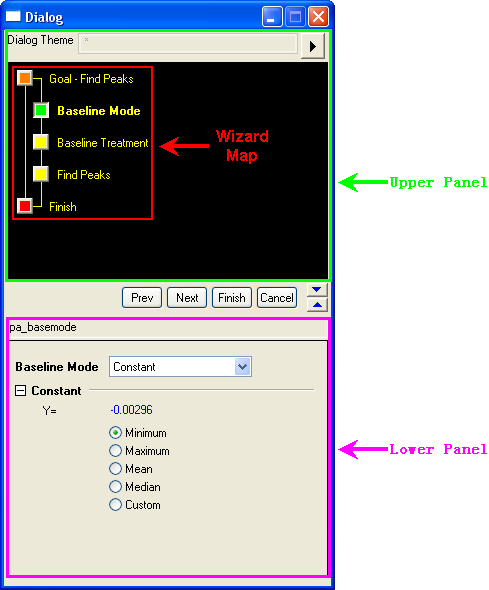 Dialog
Dialog Theme *
Goal - Find Peaks
Baseline Mode
Baseline Treatment
Find Peaks
Finish
Wizard
Map
Upper Panel
Prev Next Finish Cancel
pa_basemode
Baseline Mode Constant
Constant
Y= -0.00296
Minimum
Maximum
Mean
Median
Custom
Lower Panel